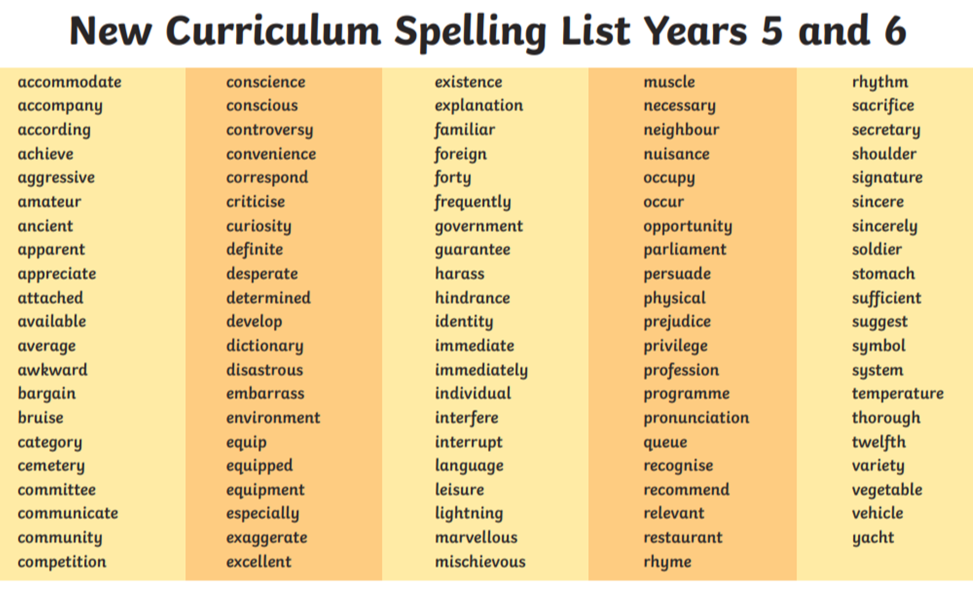 New Curriculum Spelling List Years 5 and 6
accommodate
accompany
according
achieve
aggressive
amateur
ancient
apparent
appreciate
attached
available
average
awkward
bargain
bruise
category
cemetery
committee
communicate
community
competition
conscience
conscious
controversy
convenience
correspond
criticise
curiosity
definite
desperate
determined
develop
dictionary
disastrous
embarrass
environment
equip
equipped
equipment
especially
exaggerate
excellent
existence
explanation
familiar
foreign
forty
frequently
government
guarantee
harass
hindrance
identity
immediate
immediately
individual
interfere
interrupt
language
leisure
lightning
marvellous
mischievous
muscle
necessary
neighbour
nuisance
occupy
occur
opportunity
parliament
persuade
physical
prejudice
privilege
profession
programme
pronunciation
queue
recognise
recommend
relevant
restaurant
rhyme
rhythm
sacrifice
secretary
shoulder
signature
sincere
sincerely
soldier
stomach
sufficient
suggest
symbol
system
temperature
thorough
twelfth
variety
vegetable
vehicle
yacht